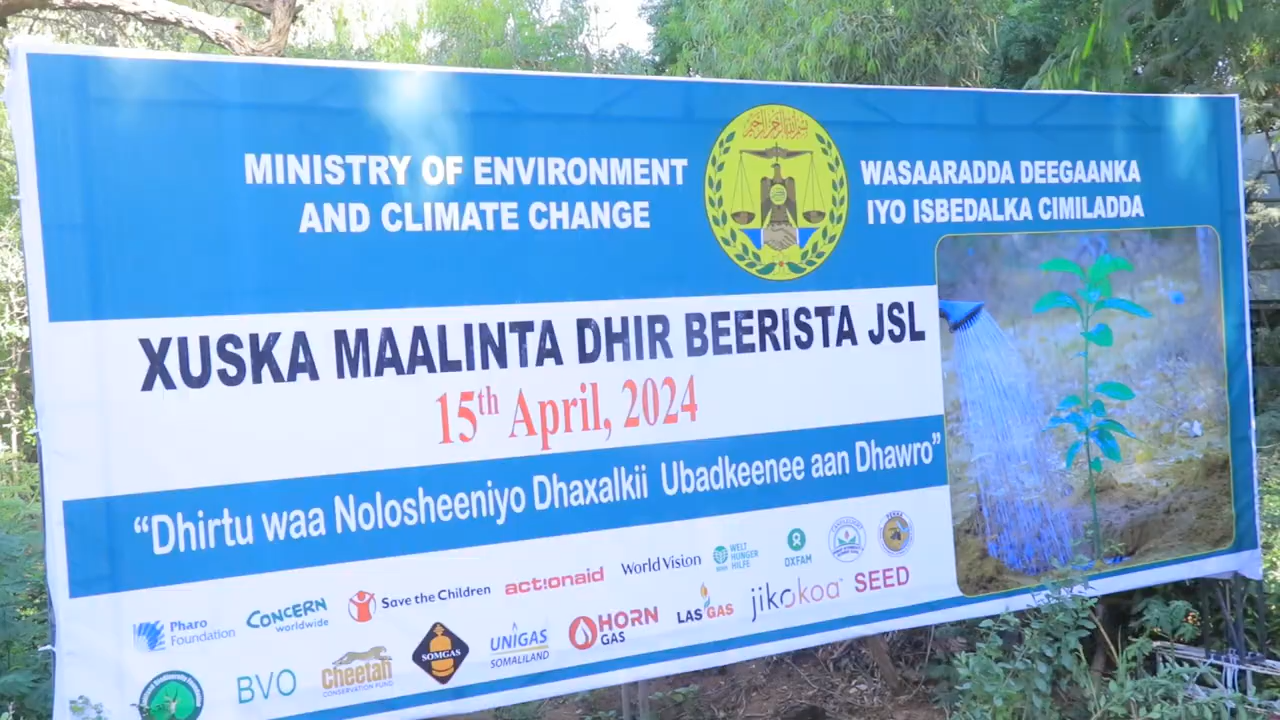 MINISTRY OF ENVIRONMENT
AND CLIMATE CHANGE
WASAARADDA DEEGAANKA
IYO ISBEDALKA CIMILADDA
XUSKA MAALINTA DHIR BEERISTA JSL
15th April, 2024
“Dhirtu waa Nolosheeniyo Dhaxalkii Ubadkeenee aan Dhawro”
Pharo
Foundation
CONCERN
worldwide
Save the Children
act!onaid
World Vision
WELT
HUNGER
HILFE
OXFAM
BVO
Cheetah
CONSERVATION FUND
SOMGAS
UNIGAS
SOMALILAND
HORN
GAS
LAS GAS
jikokoa
SEED